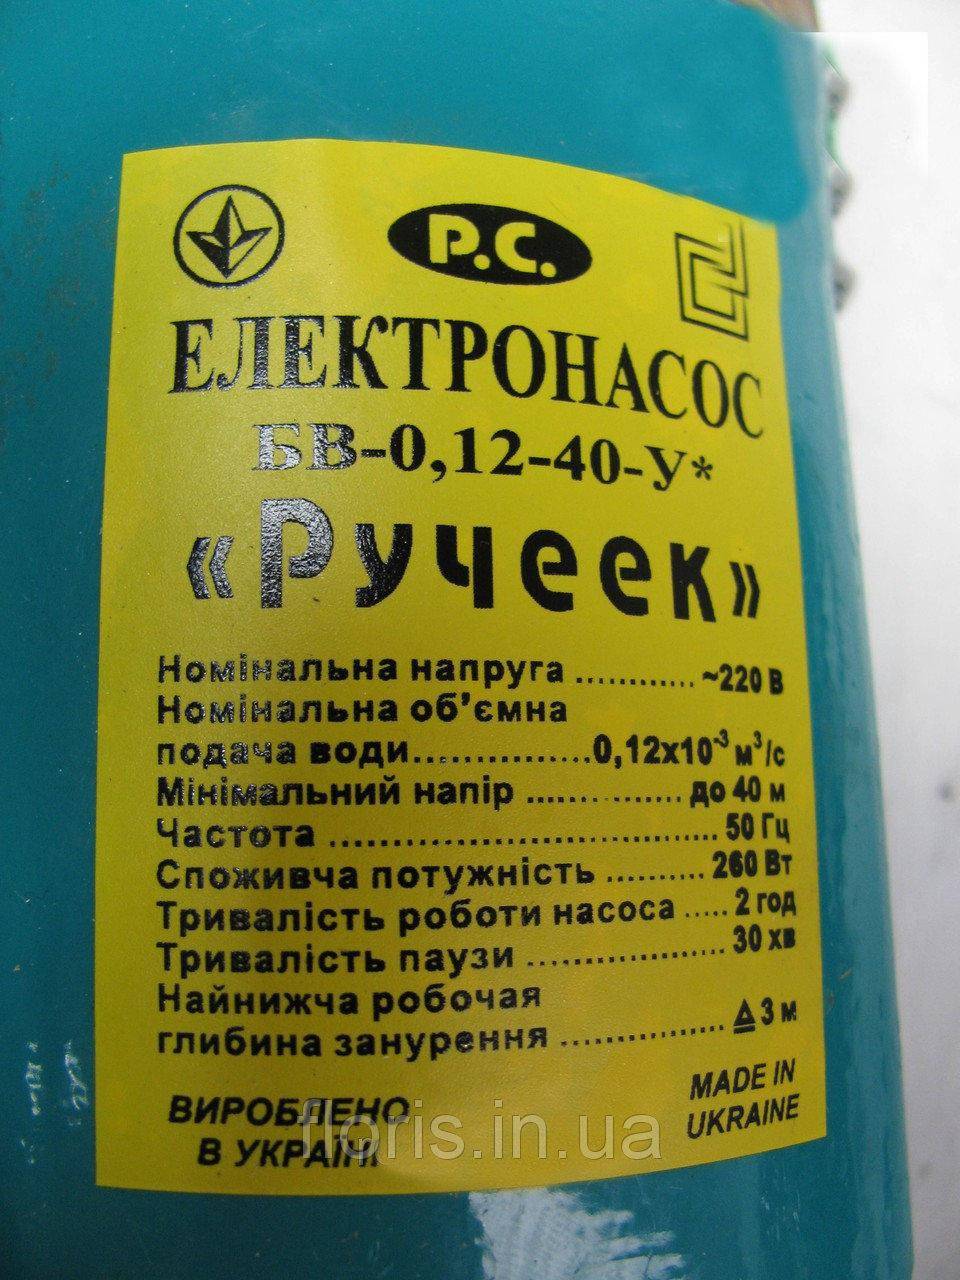 P.C.
ЕЛЕКТРОНАСОС
БВ-0,12-40-У*
«Ручеек»
Номінальна напруга ............ ~220 В
Номінальна об’ємна
подача води................0,12x10⁻³ м³/с
Мінімальний напір ............... до 40 м
Частота .................................. 50 Гц
Споживча потужність .......... 260 Вт
Тривалість роботи насоса ..... 2 год
Тривалість паузи .................... 30 хв
Найнижча робочая
глибина занурення ................ ⍙ 3 м
ВИРОБЛЕНО
В УКРАЇНІ
MADE IN
UKRAINE
floris.in.ua